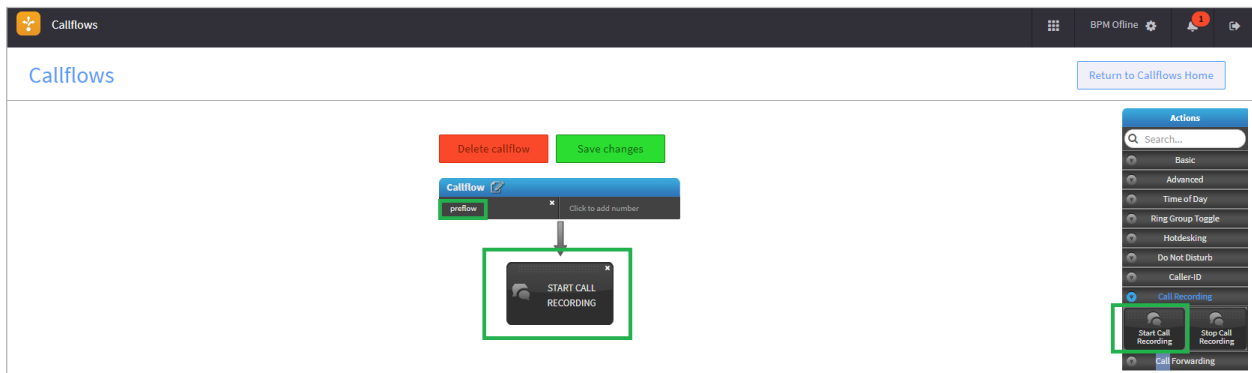 Callflows
BPM Ofline
1
Callflows
Return to Callflows Home
Delete callflow
Save changes
Callflow
preflow
Click to add number
START CALL
RECORDING
Actions
Search...
Basic
Advanced
Time of Day
Ring Group Toggle
Hotdesking
Do Not Disturb
Caller-ID
Call Recording
Start Call
Recording
Stop Call
Recording
Call Forwarding